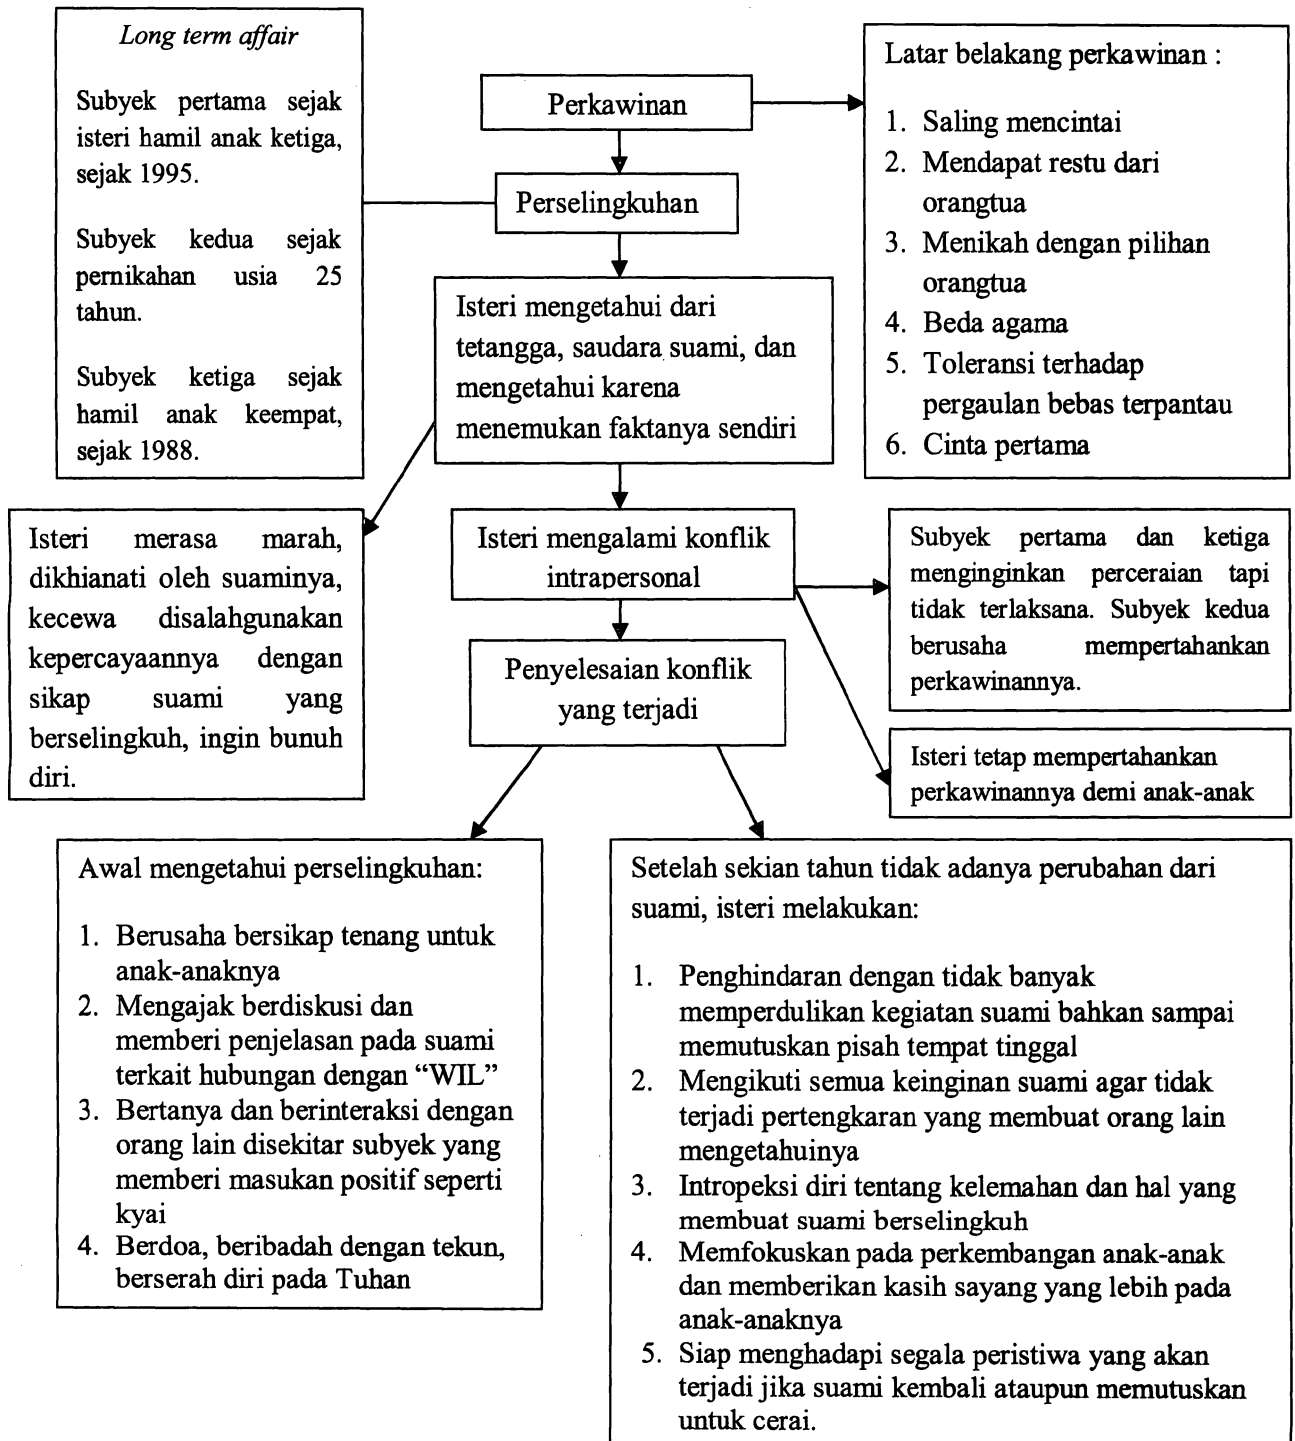 Long term affair
Subyek pertama sejak
isteri hamil anak ketiga,
sejak 1995.
Subyek kedua sejak
pernikahan usia 25
tahun.
Subyek ketiga sejak
hamil anak keempat,
sejak 1988.
Perkawinan
Perselingkuhan
Latar belakang perkawinan :
1. Saling mencintai
2. Mendapat restu dari
orangtua
3. Menikah dengan pilihan
orangtua
4. Beda agama
5. Toleransi terhadap
pergaulan bebas terpantau
6. Cinta pertama
Isteri mengetahui dari
tetangga, saudara suami, dan
mengetahui karena
menemukan faktanya sendiri
Isteri merasa marah,
dikhianati oleh suaminya,
kecewa disalahgunakan
kepercayaannya dengan
sikap suami yang
berselingkuh, ingin bunuh
diri.
Isteri mengalami konflik
intrapersonal
Subyek pertama dan ketiga
menginginkan perceraian tapi
tidak terlaksana. Subyek kedua
berusaha mempertahankan
perkawinannya.
Penyelesaian konflik
yang terjadi
Isteri tetap mempertahankan
perkawinannya demi anak-anak
Awal mengetahui perselingkuhan:
1. Berusaha bersikap tenang untuk
anak-anaknya
2. Mengajak berdiskusi dan
memberi penjelasan pada suami
terkait hubungan dengan “WIL”
3. Bertanya dan berinteraksi dengan
orang lain disekitar subyek yang
memberi masukan positif seperti
kyai
4. Berdoa, beribadah dengan tekun,
berserah diri pada Tuhan
Setelah sekian tahun tidak adanya perubahan dari
suami, isteri melakukan:
1. Penghindaran dengan tidak banyak
memperdulikan kegiatan suami bahkan sampai
memutuskan pisah tempat tinggal
2. Mengikuti semua keinginan suami agar tidak
terjadi pertengkaran yang membuat orang lain
mengetahuinya
3. Intropeksi diri tentang kelemahan dan hal yang
membuat suami berselingkuh
4. Memfokuskan pada perkembangan anak-anak
dan memberikan kasih sayang yang lebih pada
anak-anaknya
5. Siap menghadapi segala peristiwa yang akan
terjadi jika suami kembali ataupun memutuskan
untuk cerai.